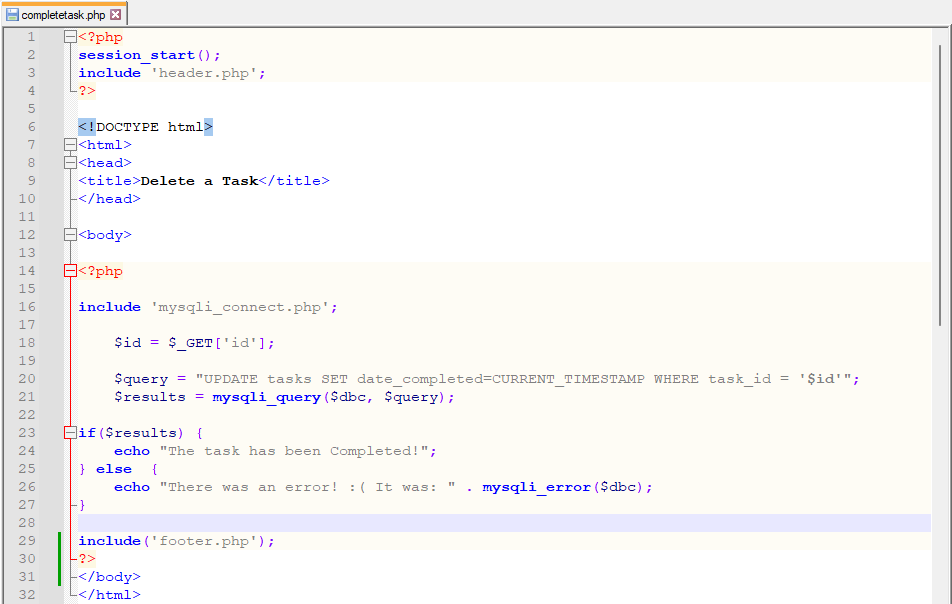 completetask.php
1 <?php
2 session_start();
3 include 'header.php';
4 ?>
5
6 <!DOCTYPE html>
7 <html>
8 <head>
9 <title>Delete a Task</title>
10 </head>
11
12 <body>
13
14 <?php
15
16 include 'mysqli_connect.php';
17
18 $id = $_GET['id'];
19
20 $query = "UPDATE tasks SET date_completed=CURRENT_TIMESTAMP WHERE task_id = '$id'";
21 $results = mysqli_query($dbc, $query);
22
23 if($results) {
24 echo "The task has been Completed!";
25 } else  {
26 echo "There was an error! :( It was: " . mysqli_error($dbc);
27 }
28
29 include('footer.php');
30 ?>
31 </body>
32 </html>